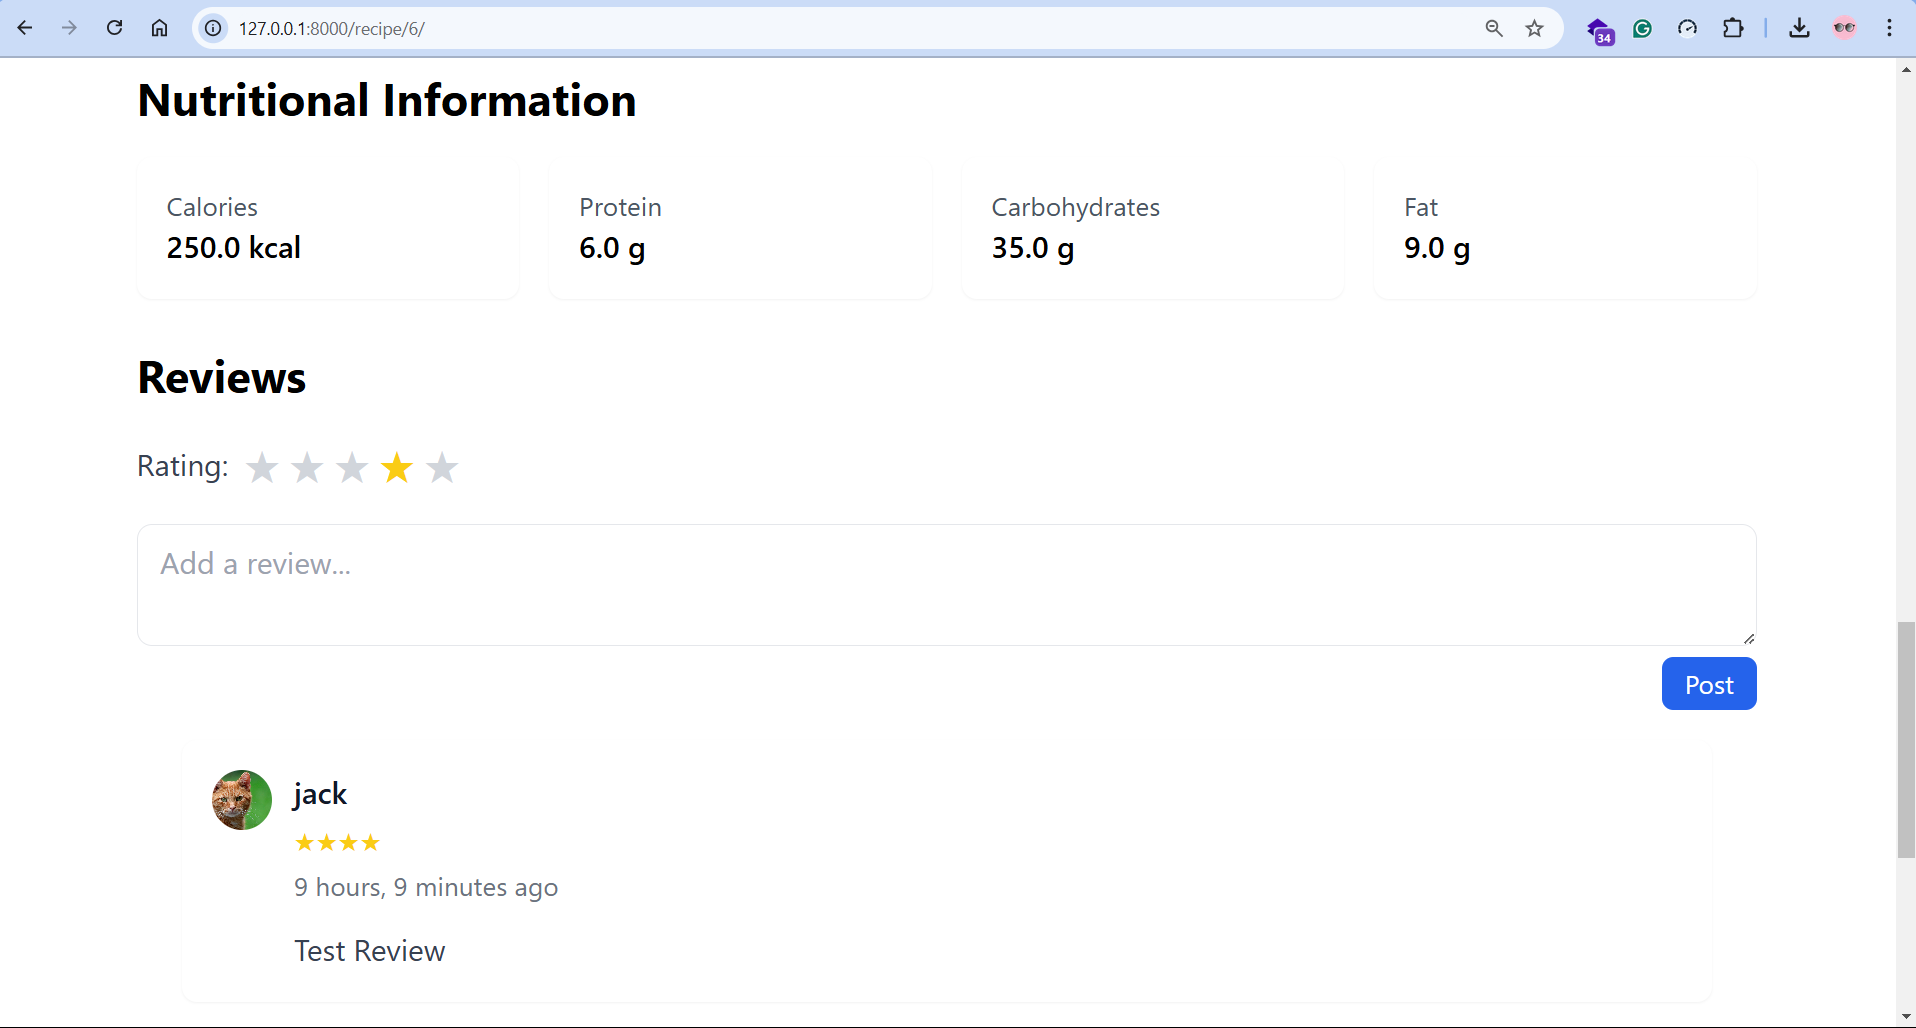 127.0.0.1:8000/recipe/6/
34
Nutritional Information
Calories
250.0 kcal
Protein
6.0 g
Carbohydrates
35.0 g
Fat
9.0 g
Reviews
Rating: ★ ★ ★ ★ ★
Add a review...
Post
jack
★★★★
9 hours, 9 minutes ago
Test Review